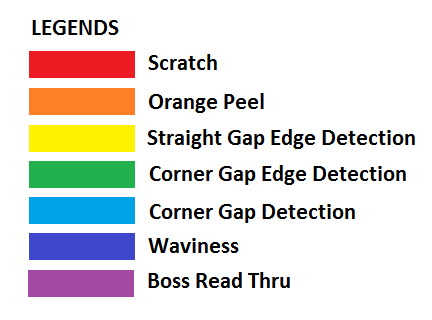 LEGENDS
Scratch
Orange Peel
Straight Gap Edge Detection
Corner Gap Edge Detection
Corner Gap Detection
Waviness
Boss Read Thru